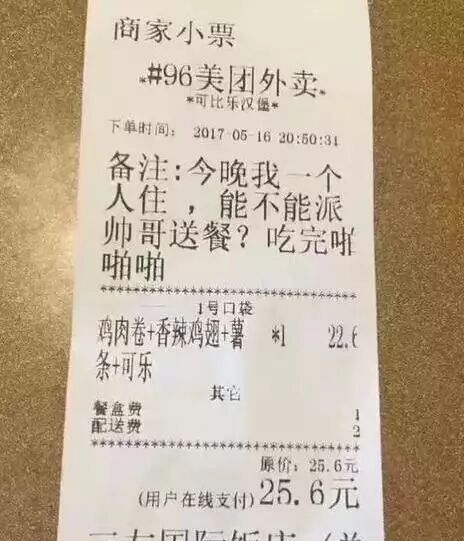 商家小票
*#96美团外卖*
*可比乐汉堡*
下单时间: 2017-05-16 20:50:31
备注:今晚我一个
人住 ，能不能派
帅哥送餐？吃完啪
啪啪
********************************
1号口袋
鸡肉卷+香辣鸡翅+薯 *1 22.6
条+可乐
其它
餐盒费 1
配送费 2
********************************
原价: 25.6元
(用户在线支付)25.6元